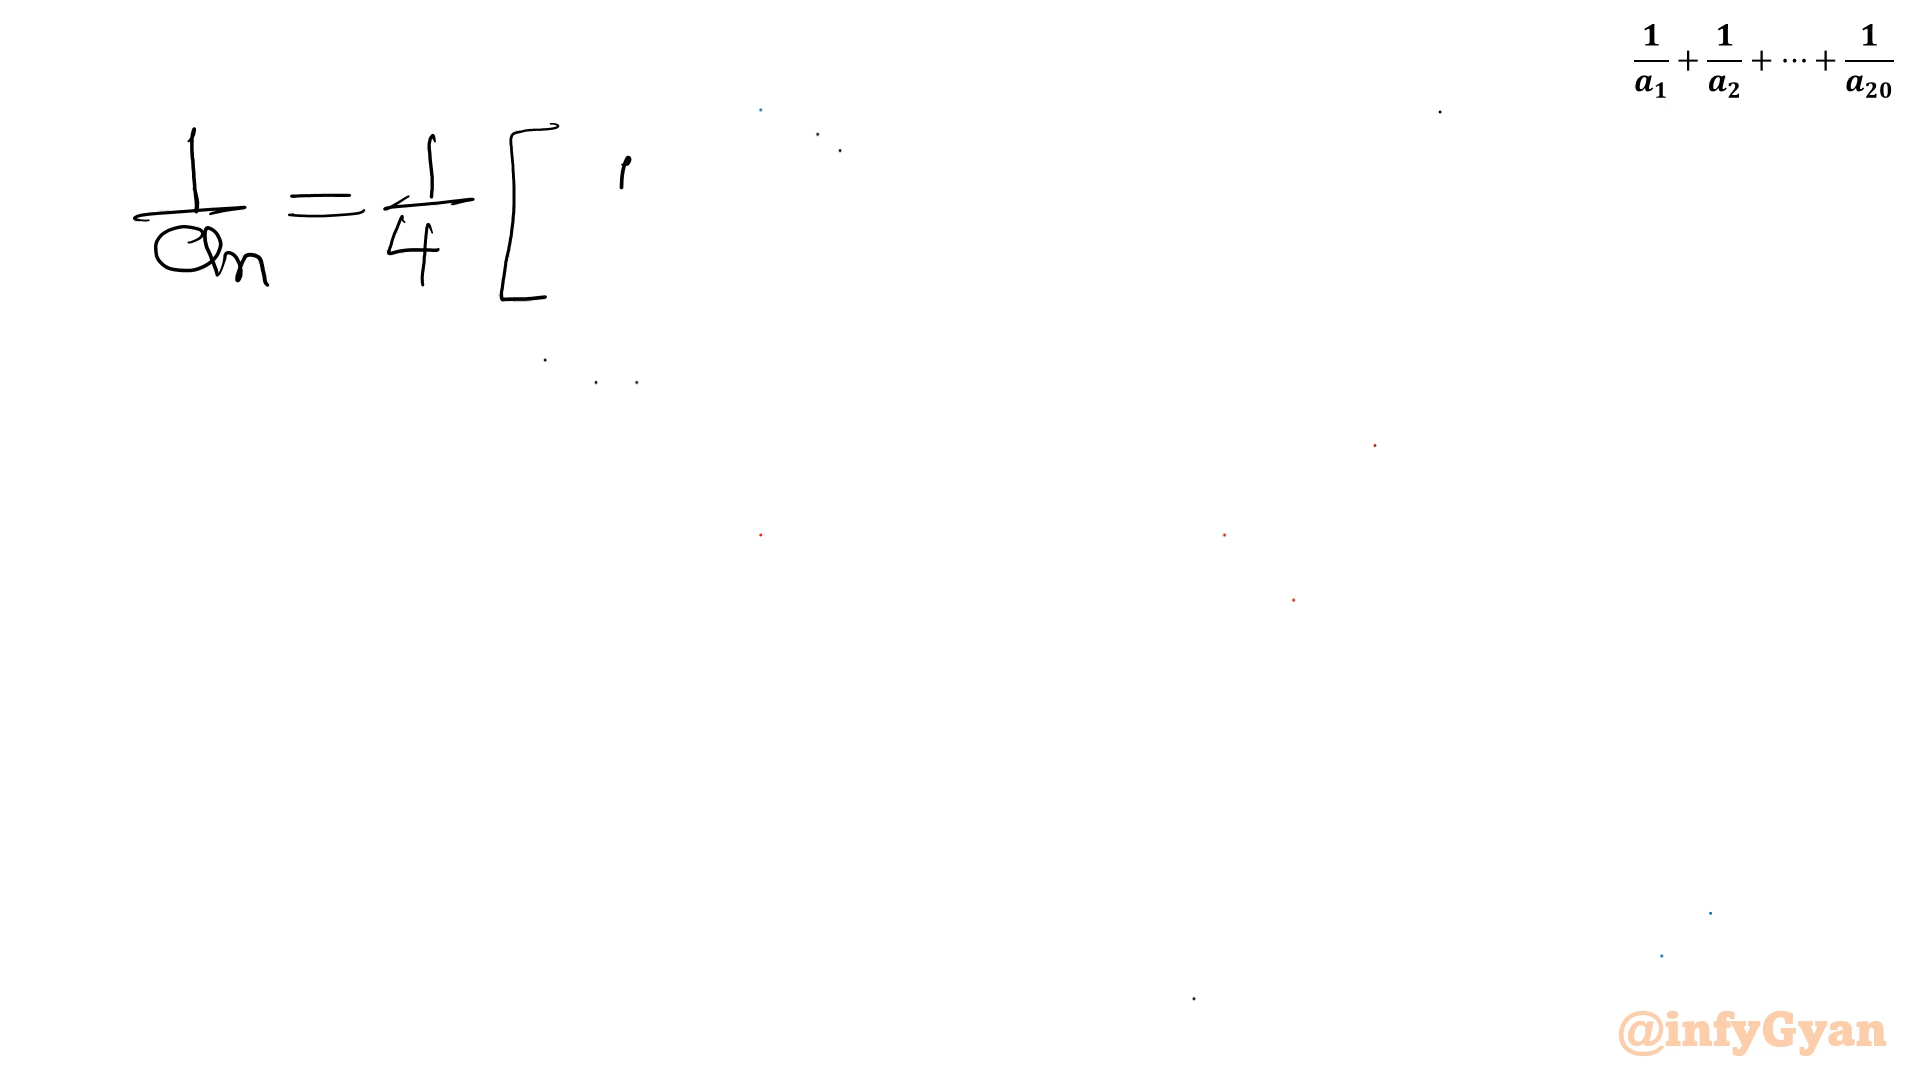 1/a₁ + 1/a₂ + ⋯ + 1/a₂₀
1/aₙ = 1/4 [
@infyGyan